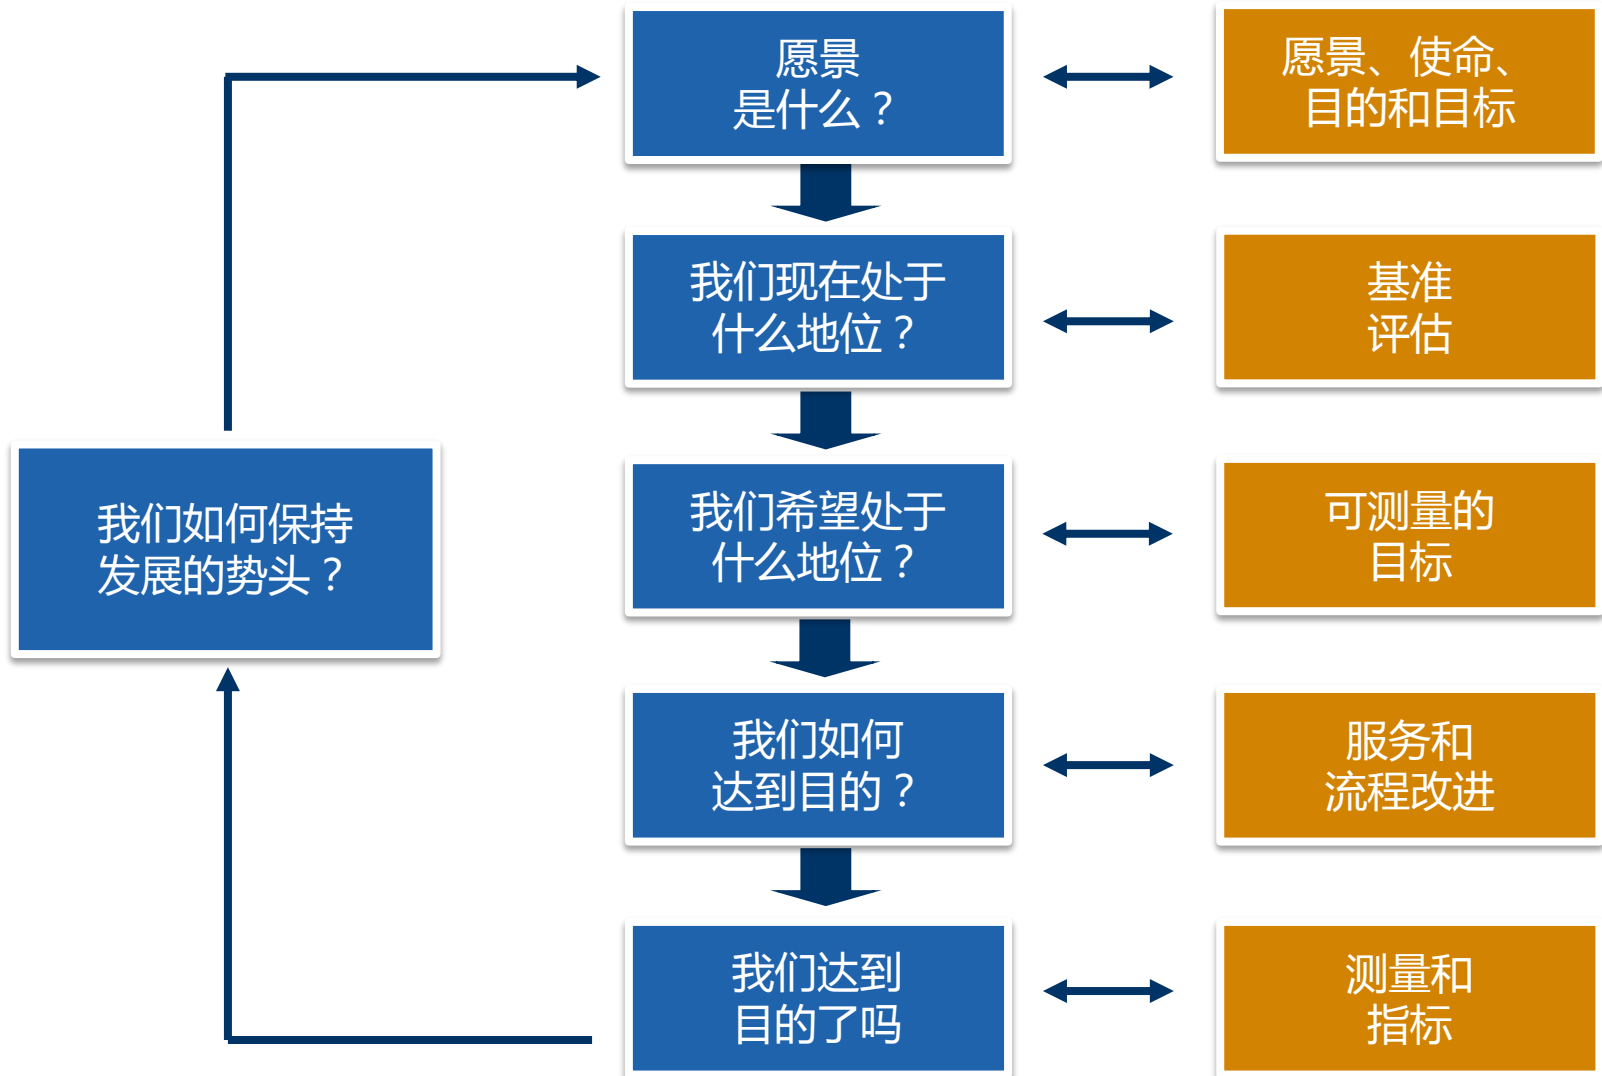 愿景
是什么？
愿景、使命、
目的和目标
我们现在处于
什么地位？
基准
评估
我们希望处于
什么地位？
可测量的
目标
我们如何保持
发展的势头？
我们如何
达到目的？
服务和
流程改进
我们达到
目的了吗
测量和
指标